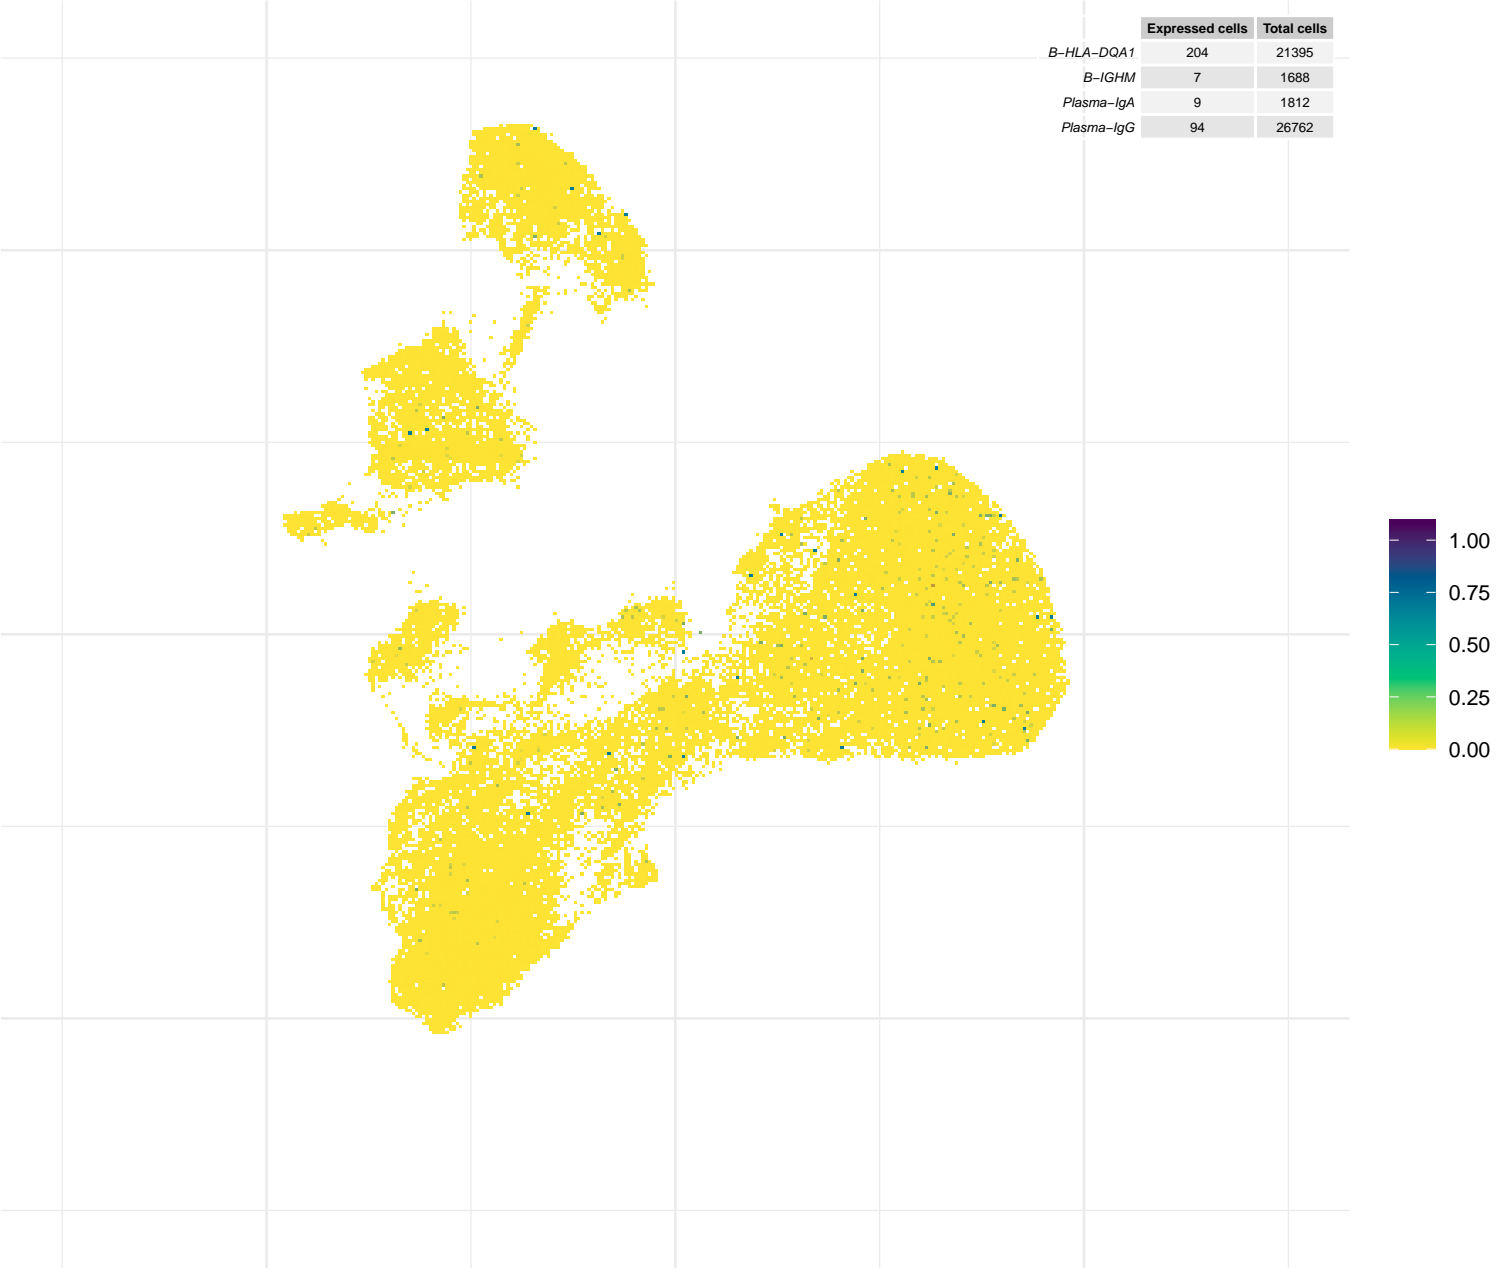 Expressed cells Total cells
B−HLA−DQA1 204 21395
B−IGHM 7 1688
Plasma−IgA 9 1812
Plasma−IgG 94 26762
1.00
0.75
0.50
0.25
0.00